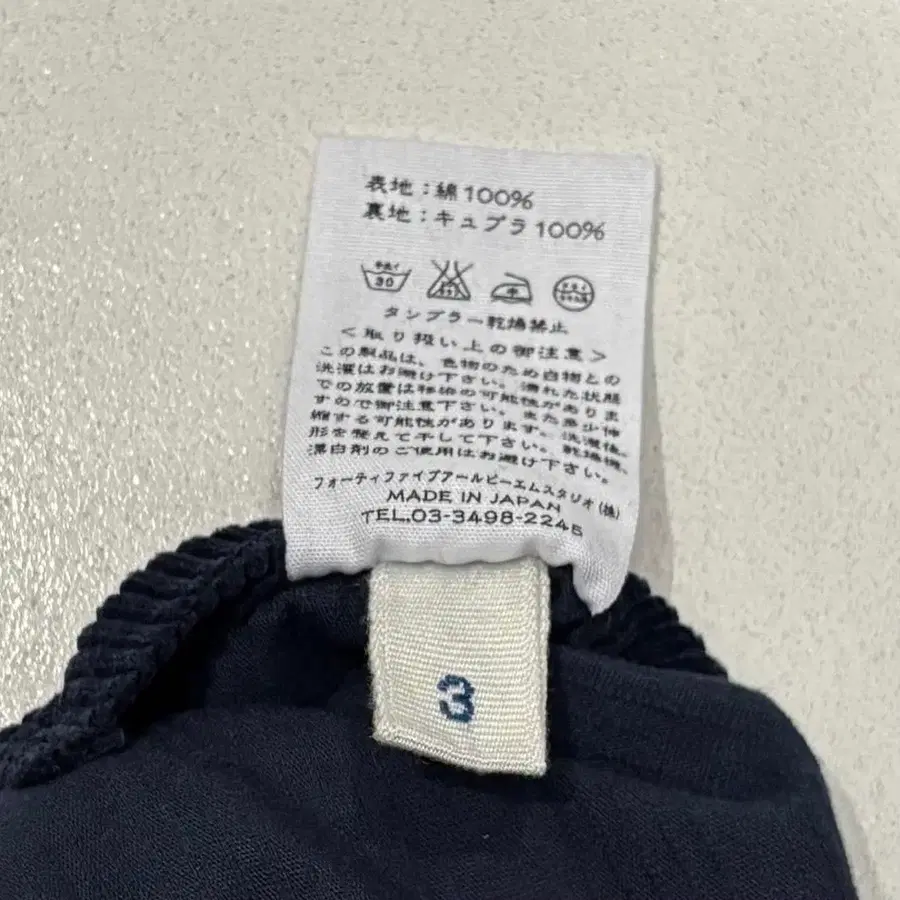 表地：綿100%
裏地：キュプラ100%
手洗イ
30
中
タンブラー乾燥禁止
＜取り扱い上の御注意＞
この製品は、色物のため白物との
洗濯はお避け下さい。濡れた状態
での放置は移染の可能性がありま
すので御注意下さい。また多少伸
縮する可能性があります。洗濯後、
形を整えて干して下さい。乾燥機、
漂白剤のご使用はお避け下さい。
フォーティファイブアールピーエムスタジオ（株）
MADE IN JAPAN
TEL.03-3498-2245
3